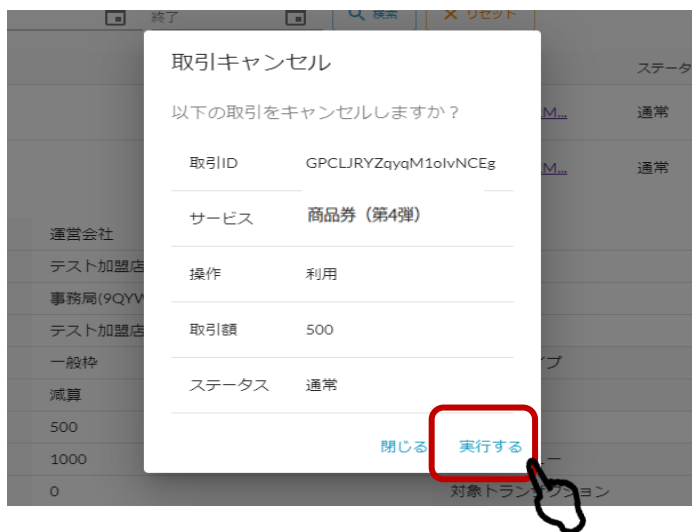 終了
検索
リセット
取引キャンセル
以下の取引をキャンセルしますか？
取引ID GPCLJRYZqyqM1oIvNCEg
サービス 商品券（第4弾）
操作 利用
取引額 500
ステータス 通常
閉じる 実行する
ステータ
M... 通常
M... 通常
運営会社
テスト加盟店
事務局(9QYV
テスト加盟店
一般枠 プ
減算
500
1000 ー
0 対象トランザクション